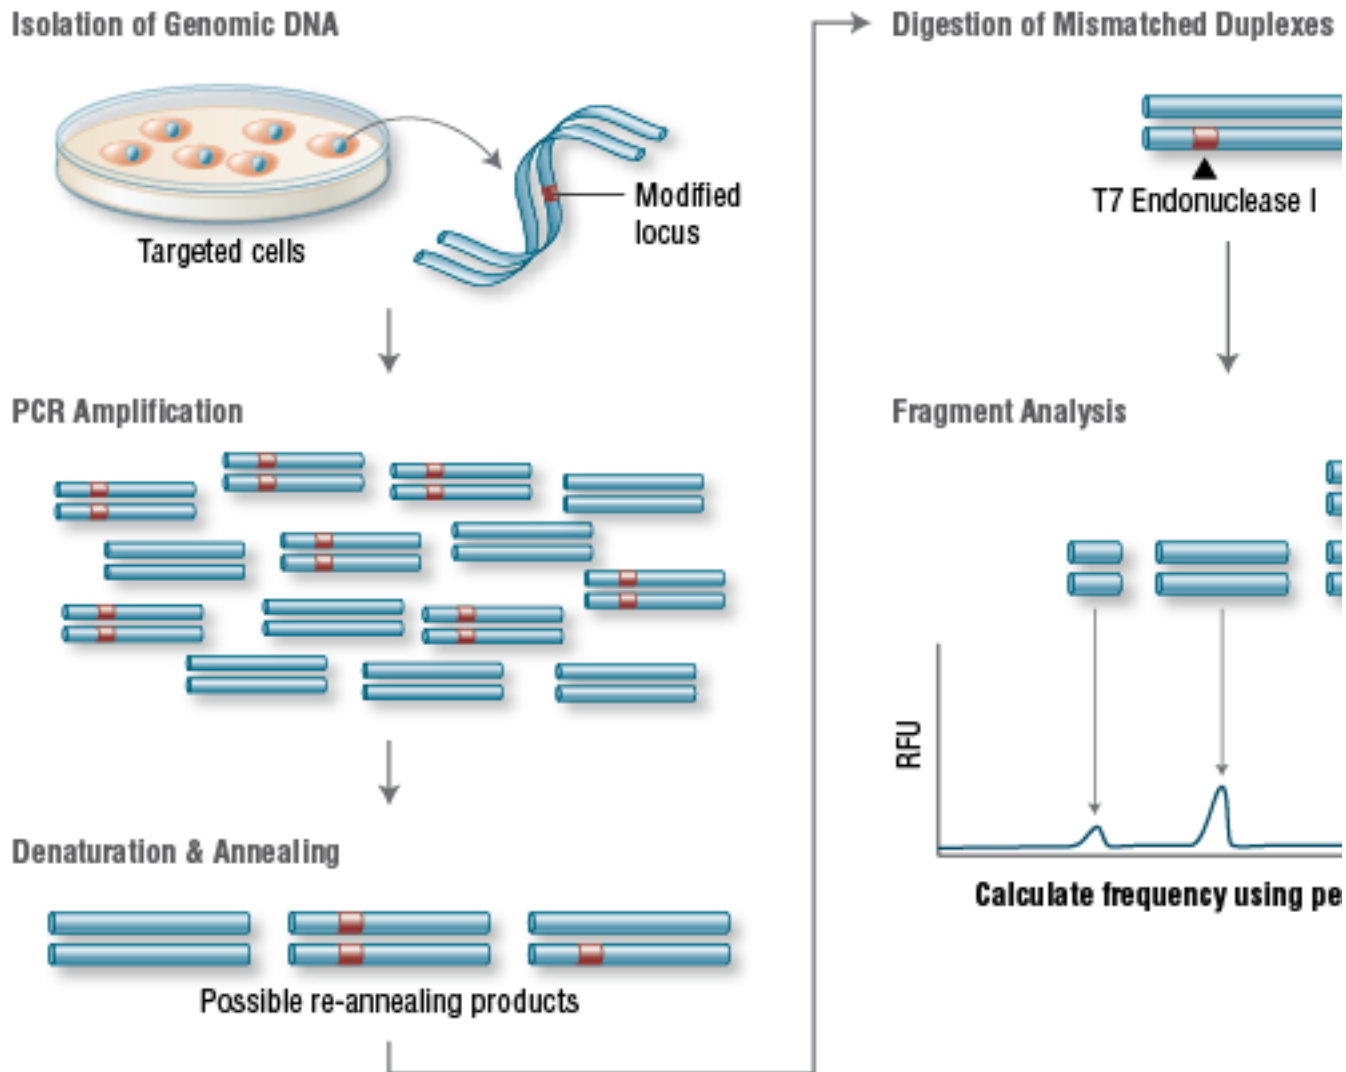 Isolation of Genomic DNA
Targeted cells
Modified
locus
PCR Amplification
Denaturation & Annealing
Possible re-annealing products
Digestion of Mismatched Duplexes
T7 Endonuclease I
Fragment Analysis
RFU
Calculate frequency using pe